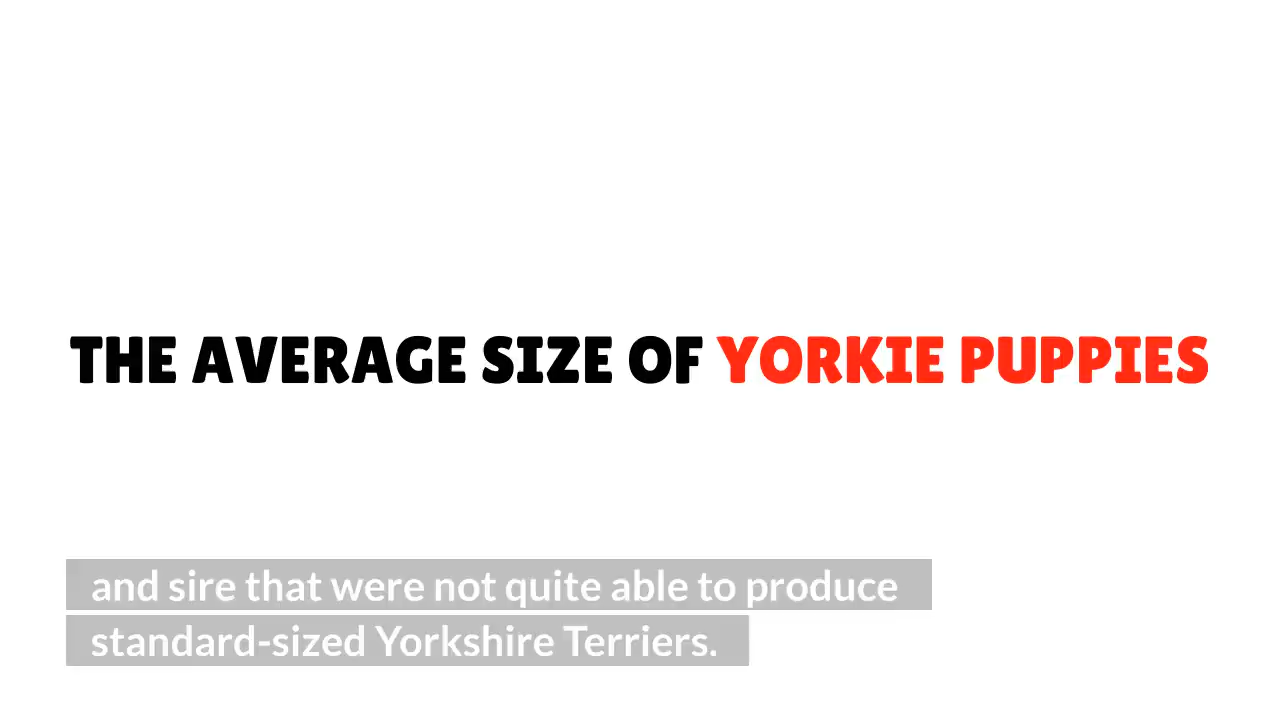 THE AVERAGE SIZE OF YORKIE PUPPIES
and sire that were not quite able to produce
standard-sized Yorkshire Terriers.